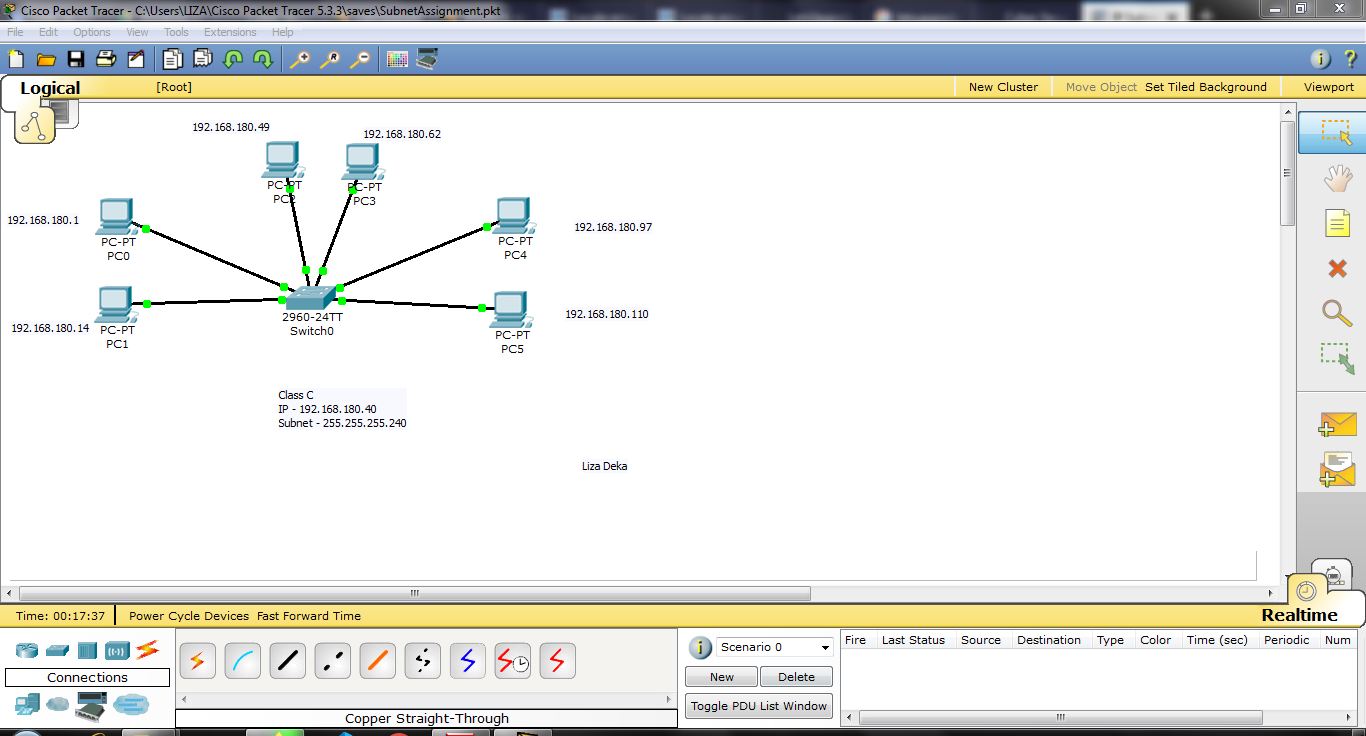 Cisco Packet Tracer - C:\Users\LIZA\Cisco Packet Tracer 5.3.3\saves\SubnetAssignment.pkt
File Edit Options View Tools Extensions Help
Logical [Root] New Cluster Move Object Set Tiled Background Viewport
192.168.180.49
192.168.180.62
PC-PT
PC2
PC-PT
PC3
192.168.180.1
PC-PT
PC0
PC-PT
PC4
192.168.180.97
192.168.180.14
PC-PT
PC1
2960-24TT
Switch0
PC-PT
PC5
192.168.180.110
Class C
IP - 192.168.180.40
Subnet - 255.255.255.240
Liza Deka
Time: 00:17:37 Power Cycle Devices Fast Forward Time
Realtime
Connections
Copper Straight-Through
Scenario 0
New Delete
Toggle PDU List Window
Fire Last Status Source Destination Type Color Time (sec) Periodic Num